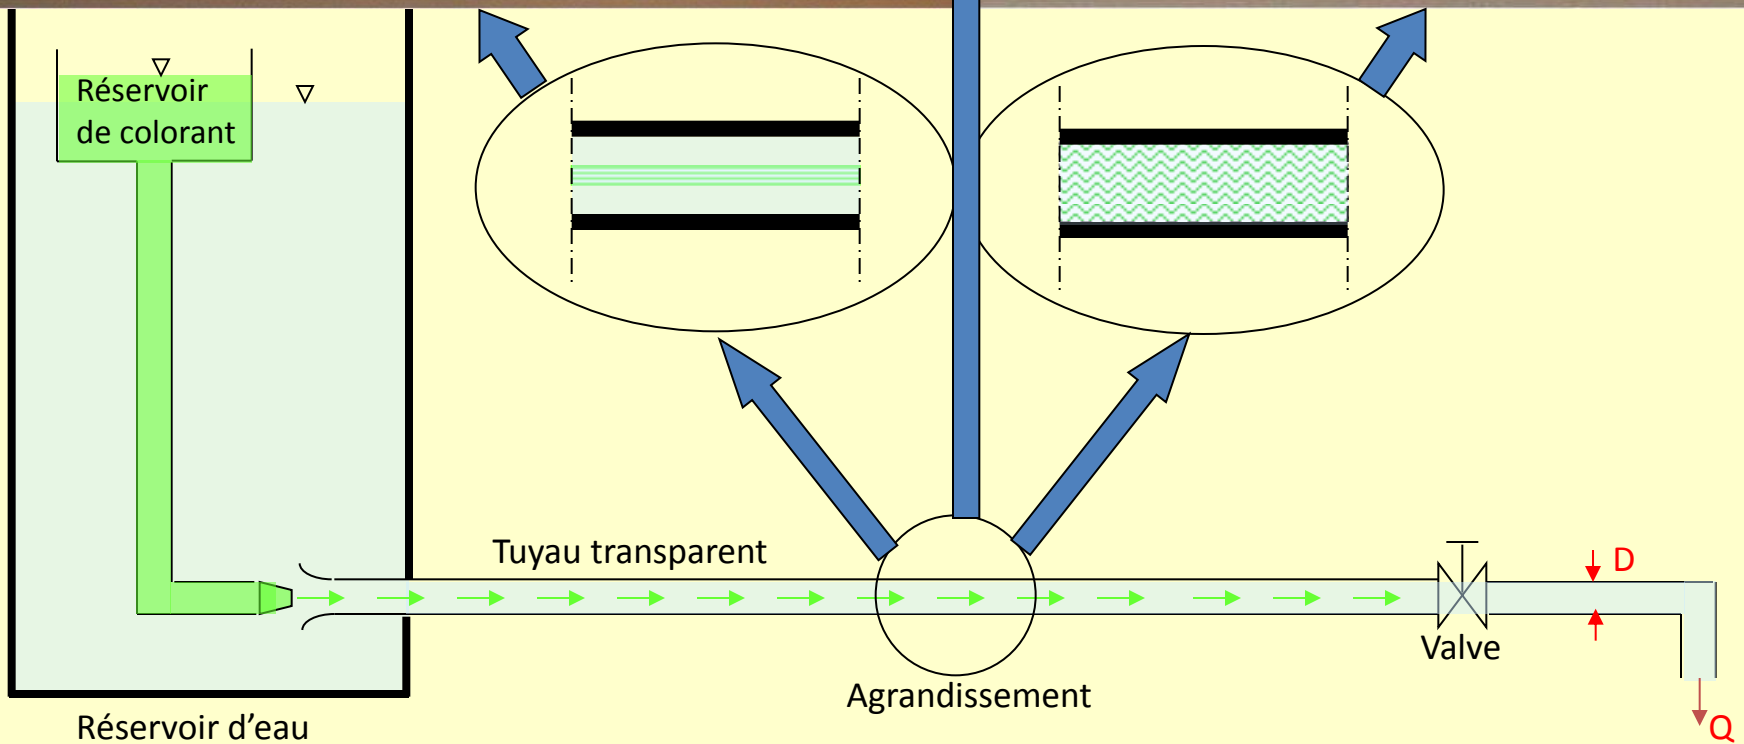 Réservoir
de colorant
Tuyau transparent
D
Valve
Agrandissement
Réservoir d’eau
Q